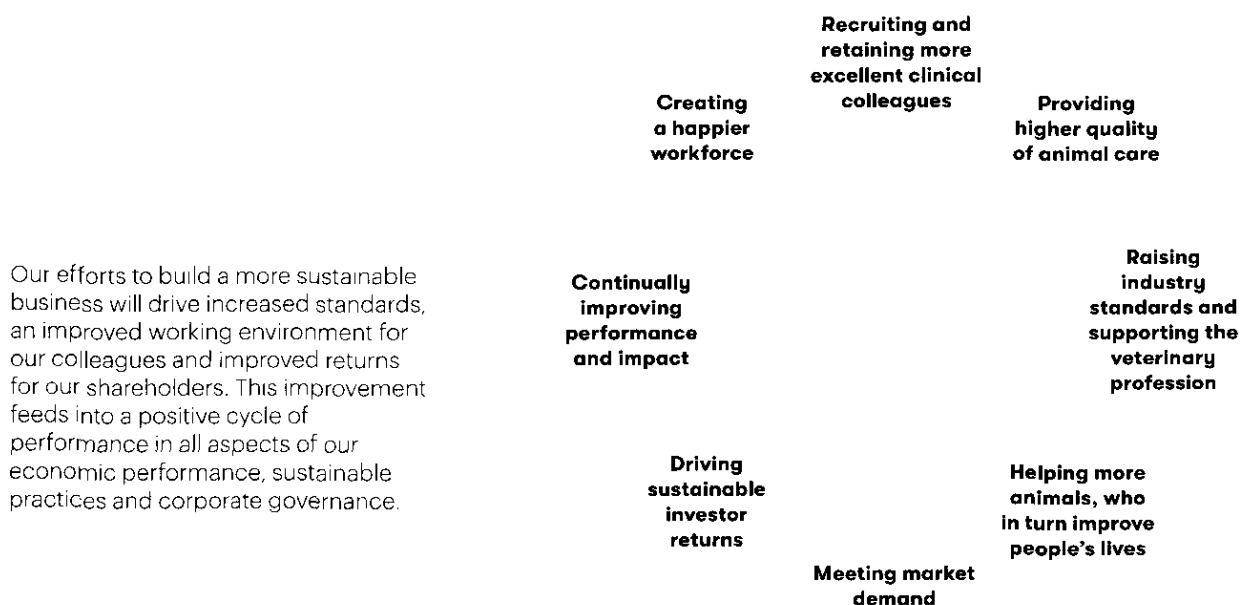 Our efforts to build a more sustainable
business will drive increased standards,
an improved working environment for
our colleagues and improved returns
for our shareholders. This improvement
feeds into a positive cycle of
performance in all aspects of our
economic performance, sustainable
practices and corporate governance.
Recruiting and
retaining more
excellent clinical
colleagues
Providing
higher quality
of animal care
Raising
industry
standards and
supporting the
veterinary
profession
Helping more
animals, who
in turn improve
people's lives
Meeting market
demand
Driving
sustainable
investor
returns
Continually
improving
performance
and impact
Creating
a happier
workforce